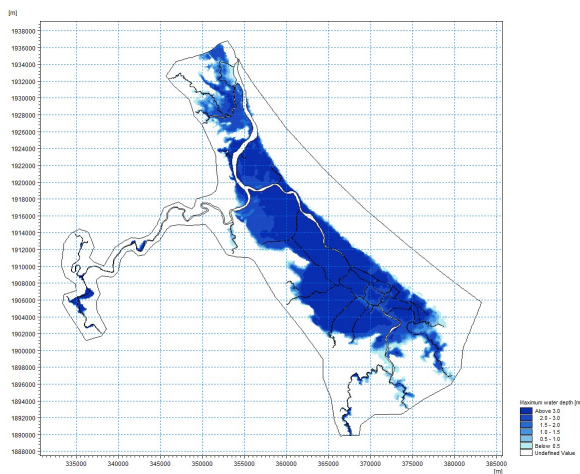 [m]
1938000
1936000
1934000
1932000
1930000
1928000
1926000
1924000
1922000
1920000
1918000
1916000
1914000
1912000
1910000
1908000
1906000
1904000
1902000
1900000
1898000
1896000
1894000
1892000
1890000
1888000
335000 340000 345000 350000 355000 360000 365000 370000 375000 380000 385000
[m]
Maximum water depth [m
Above 3.0
2.0 - 3.0
1.5 - 2.0
1.0 - 1.5
0.5 - 1.0
Below 0.5
Undefined Value